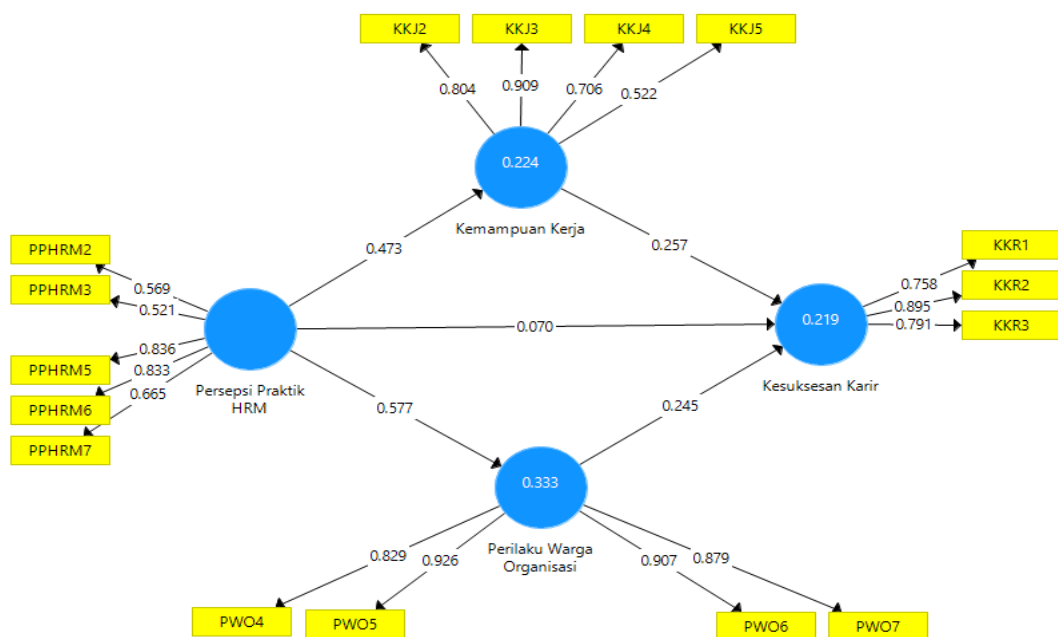 KKJ2
KKJ3
KKJ4
KKJ5
0.804
0.909
0.706
0.522
0.224
Kemampuan Kerja
PPHRM2
PPHRM3
PPHRM5
PPHRM6
PPHRM7
0.569
0.521
0.836
0.833
0.665
Persepsi Praktik
HRM
0.473
0.257
0.070
0.577
0.245
0.219
Kesuksesan Karir
0.758
0.895
0.791
KKR1
KKR2
KKR3
0.333
Perilaku Warga
Organisasi
0.829
0.926
0.907
0.879
PWO4
PWO5
PWO6
PWO7